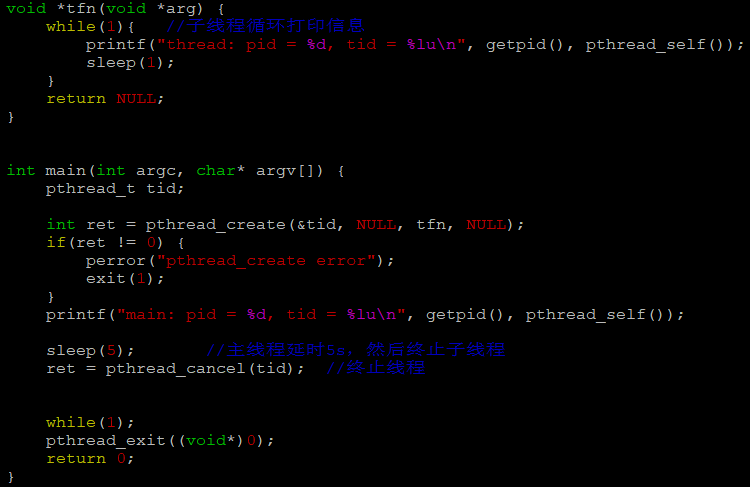 void *tfn(void *arg) {
    while(1){   //子线程循环打印信息
        printf("thread: pid = %d, tid = %lu\n", getpid(), pthread_self());
        sleep(1);
    }
    return NULL;
}
int main(int argc, char* argv[]) {
    pthread_t tid;
    int ret = pthread_create(&tid, NULL, tfn, NULL);
    if(ret != 0) {
        perror("pthread_create error");
        exit(1);
    }
    printf("main: pid = %d, tid = %lu\n", getpid(), pthread_self());
    sleep(5);       //主线程延时5s，然后终止子线程
    ret = pthread_cancel(tid);  //终止线程
    while(1);
    pthread_exit((void*)0);
    return 0;
}